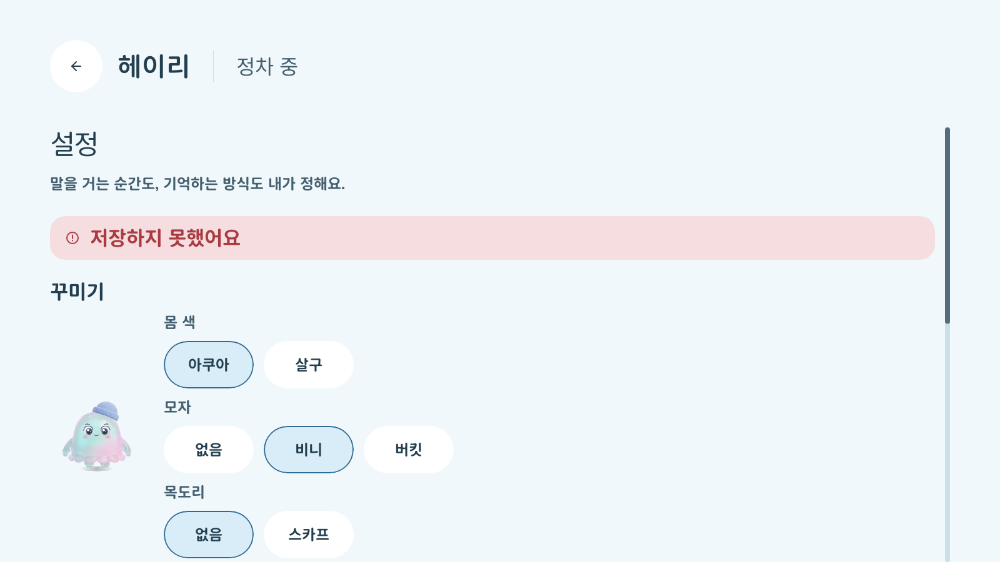 헤이리
정차 중
설정
말을 거는 순간도, 기억하는 방식도 내가 정해요.
저장하지 못했어요
꾸미기
몸 색
아쿠아
살구
모자
없음
비니
버킷
목도리
없음
스카프